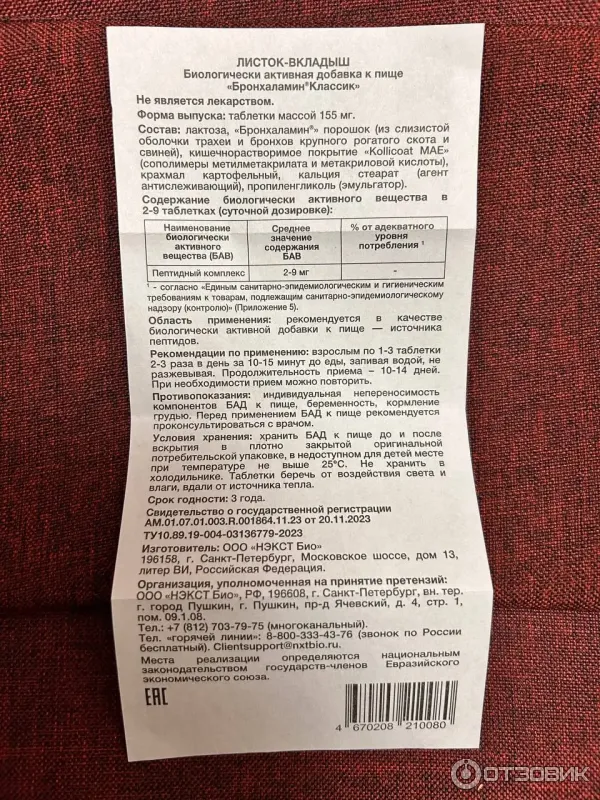 ЛИСТОК-ВКЛАДЫШ
Биологически активная добавка к пище
«Бронхаламин®Классик»
Не является лекарством.
Форма выпуска: таблетки массой 155 мг.
Состав: лактоза, «Бронхаламин®» порошок (из слизистой
оболочки трахеи и бронхов крупного рогатого скота и
свиней), кишечнорастворимое покрытие «Kollicoat MAE»
(сополимеры метилметакрилата и метакриловой кислоты),
крахмал картофельный, кальция стеарат (агент
антислеживающий), пропиленгликоль (эмульгатор).
Содержание биологически активного вещества в
2-9 таблетках (суточной дозировке):
Наименование биологически активного вещества (БАВ) Среднее значение содержания БАВ % от адекватного уровня потребления ¹
Пептидный комплекс 2-9 мг -
¹ - согласно «Единым санитарно-эпидемиологическим и гигиеническим
требованиям к товарам, подлежащим санитарно-эпидемиологическому
надзору (контролю)» (Приложение 5).
Область применения: рекомендуется в качестве
биологически активной добавки к пище — источника
пептидов.
Рекомендации по применению: взрослым по 1-3 таблетки
2-3 раза в день за 10-15 минут до еды, запивая водой, не
разжевывая. Продолжительность приема – 10-14 дней.
При необходимости прием можно повторить.
Противопоказания: индивидуальная непереносимость
компонентов БАД к пище, беременность, кормление
грудью. Перед применением БАД к пище рекомендуется
проконсультироваться с врачом.
Условия хранения: хранить БАД к пище до и после
вскрытия в плотно закрытой оригинальной
потребительской упаковке, в недоступном для детей месте
при температуре не выше 25°С. Не хранить в
холодильнике. Таблетки беречь от воздействия света и
влаги, вдали от источника тепла.
Срок годности: 3 года.
Свидетельство о государственной регистрации
AM.01.07.01.003.R.001864.11.23 от 20.11.2023
ТУ10.89.19-004-03136779-2023
Изготовитель: ООО «НЭКСТ Био»
196158, г. Санкт-Петербург, Московское шоссе, дом 13,
литер ВИ, Российская Федерация.
Организация, уполномоченная на принятие претензий:
ООО «НЭКСТ Био», РФ, 196608, г. Санкт-Петербург, вн. тер.
г. город Пушкин, г. Пушкин, пр-д Ячевский, д. 4, стр. 1,
пом. 09.1.08.
Тел.: +7 (812) 703-79-75 (многоканальный).
Тел. «горячей линии»: 8-800-333-43-76 (звонок по России
бесплатный). Clientsupport@nxtbio.ru.
Места реализации определяются национальным
законодательством государств-членов Евразийского
экономического союза.
EAC
4 670208 210080
ОТЗОВИК